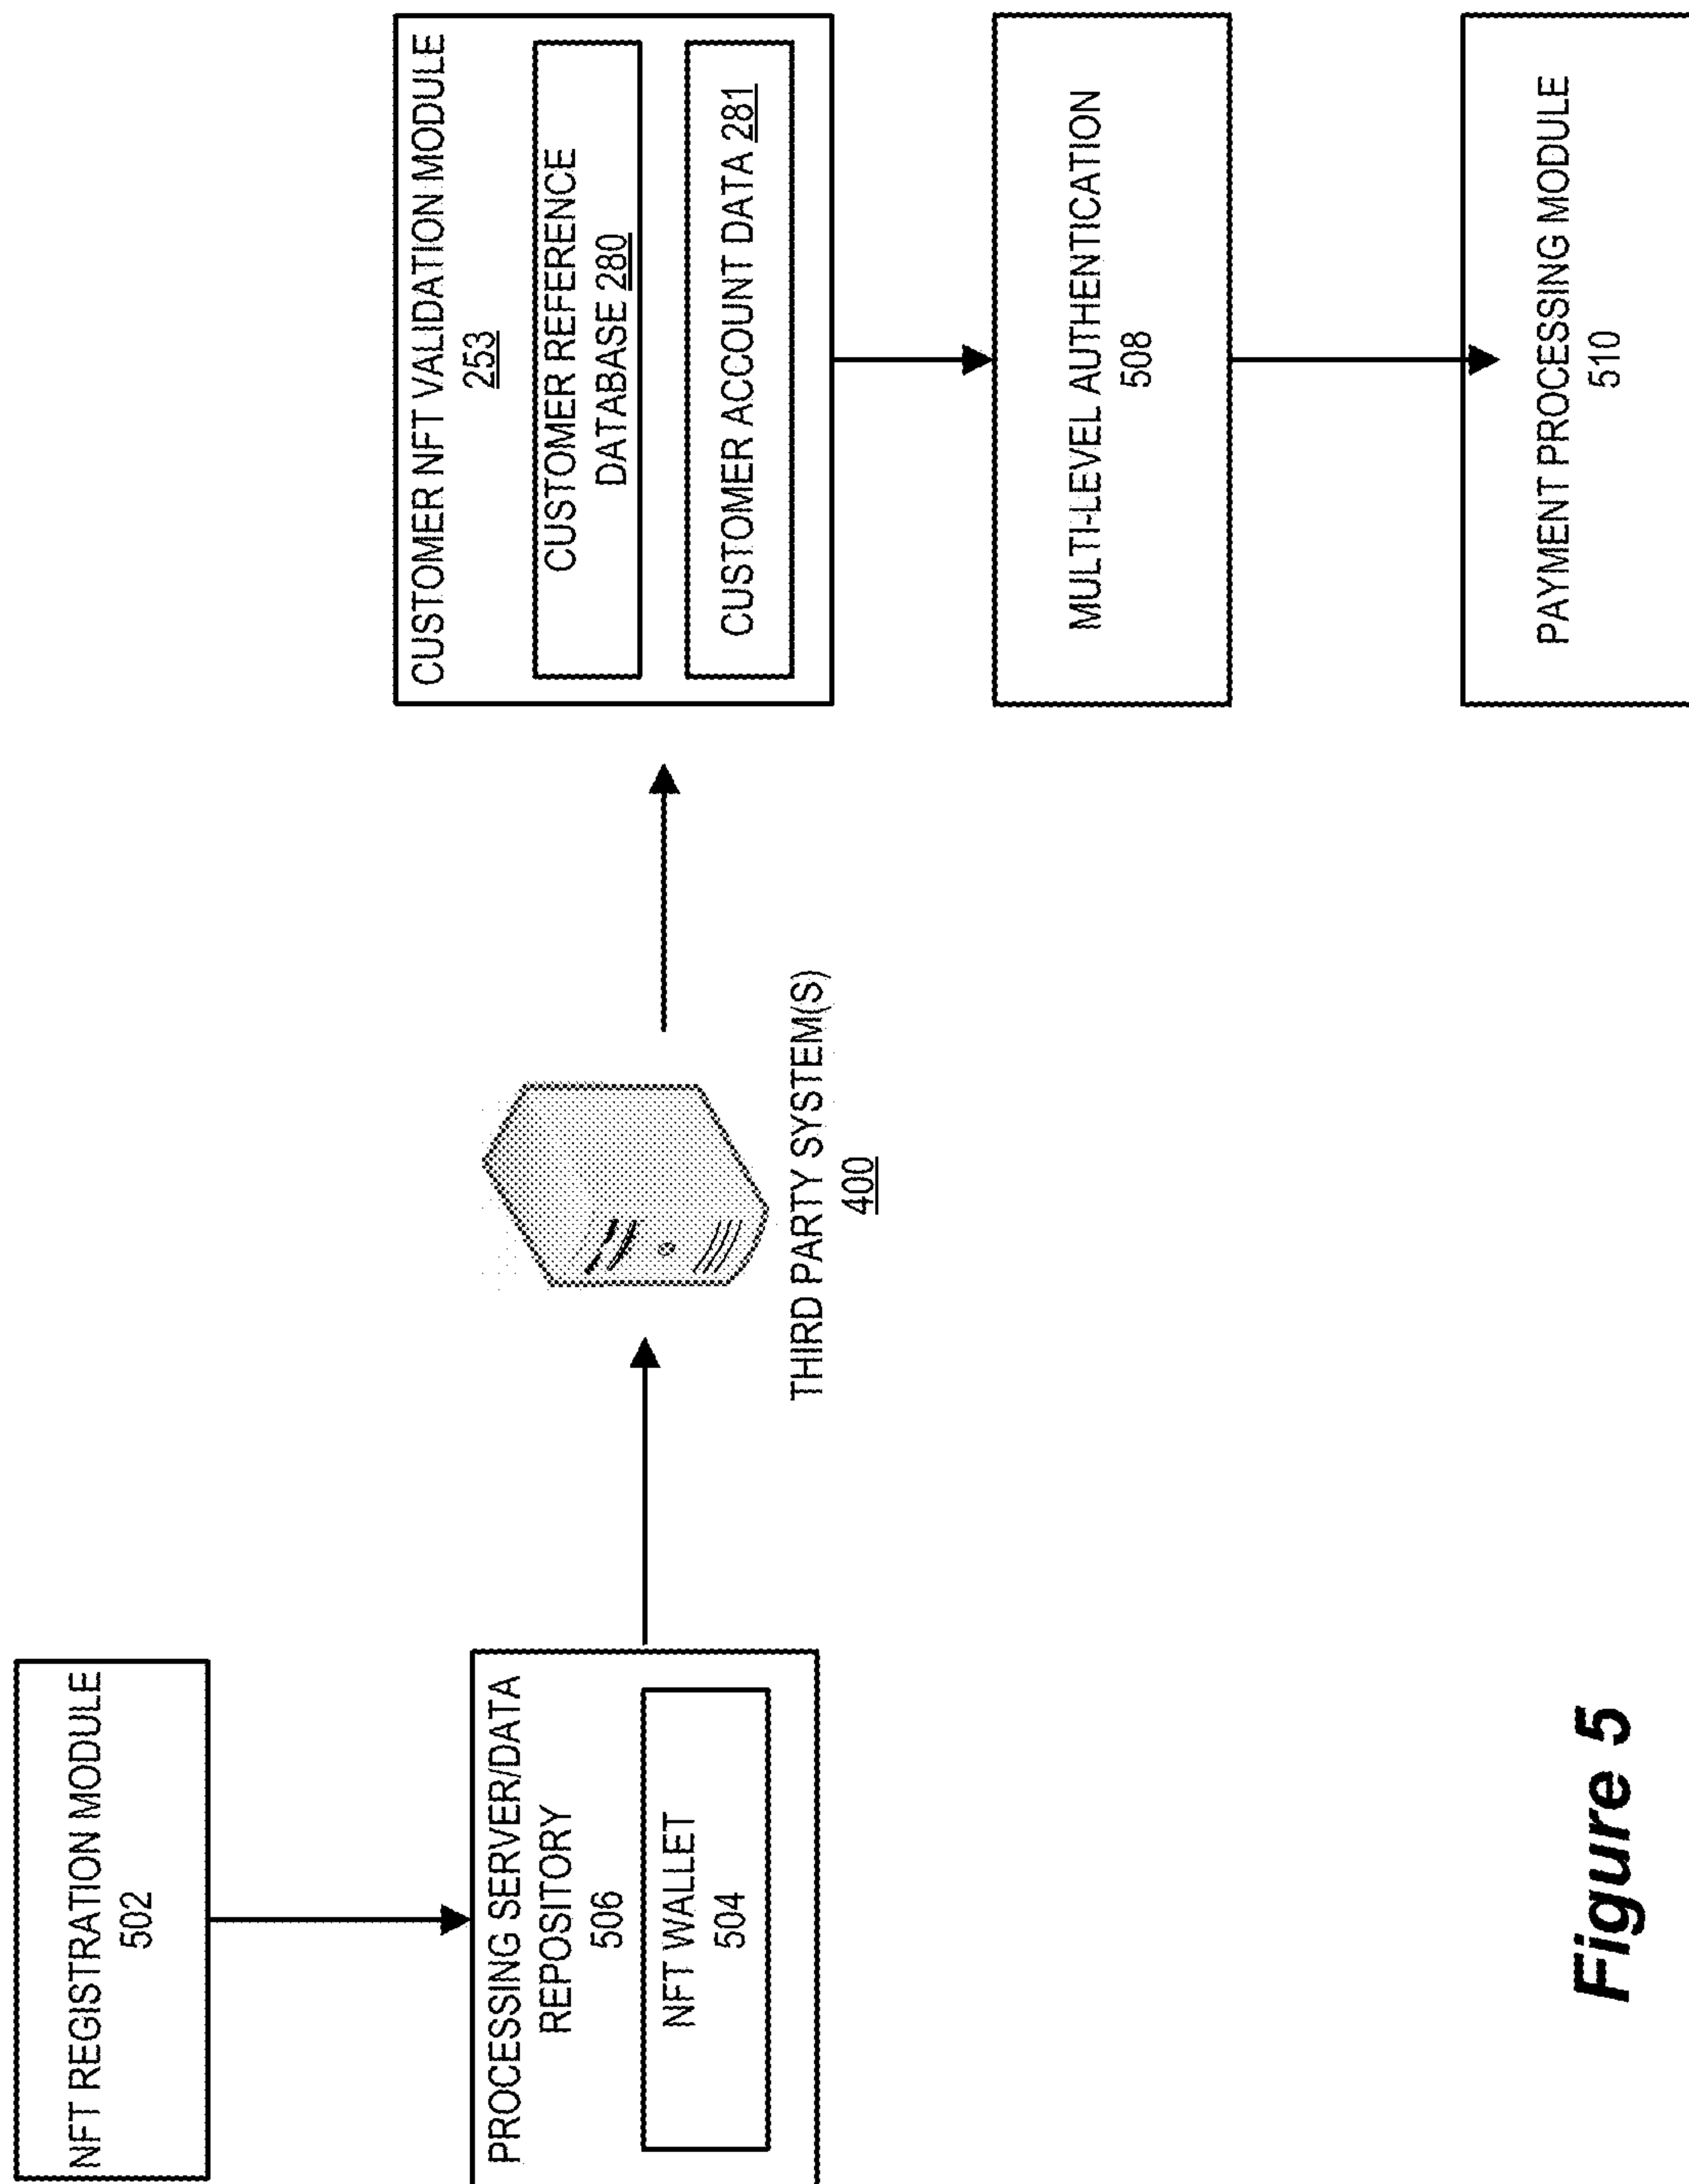 NFT REGISTRATION MODULE
502
PROCESSING SERVER/DATA
REPOSITORY
506
NFT WALLET
504
THIRD PARTY SYSTEM(S)
400
CUSTOMER NFT VALIDATION MODULE
253
CUSTOMER REFERENCE
DATABASE 280
CUSTOMER ACCOUNT DATA 281
MULTI-LEVEL AUTHENTICATION
508
PAYMENT PROCESSING MODULE
510
Figure 5